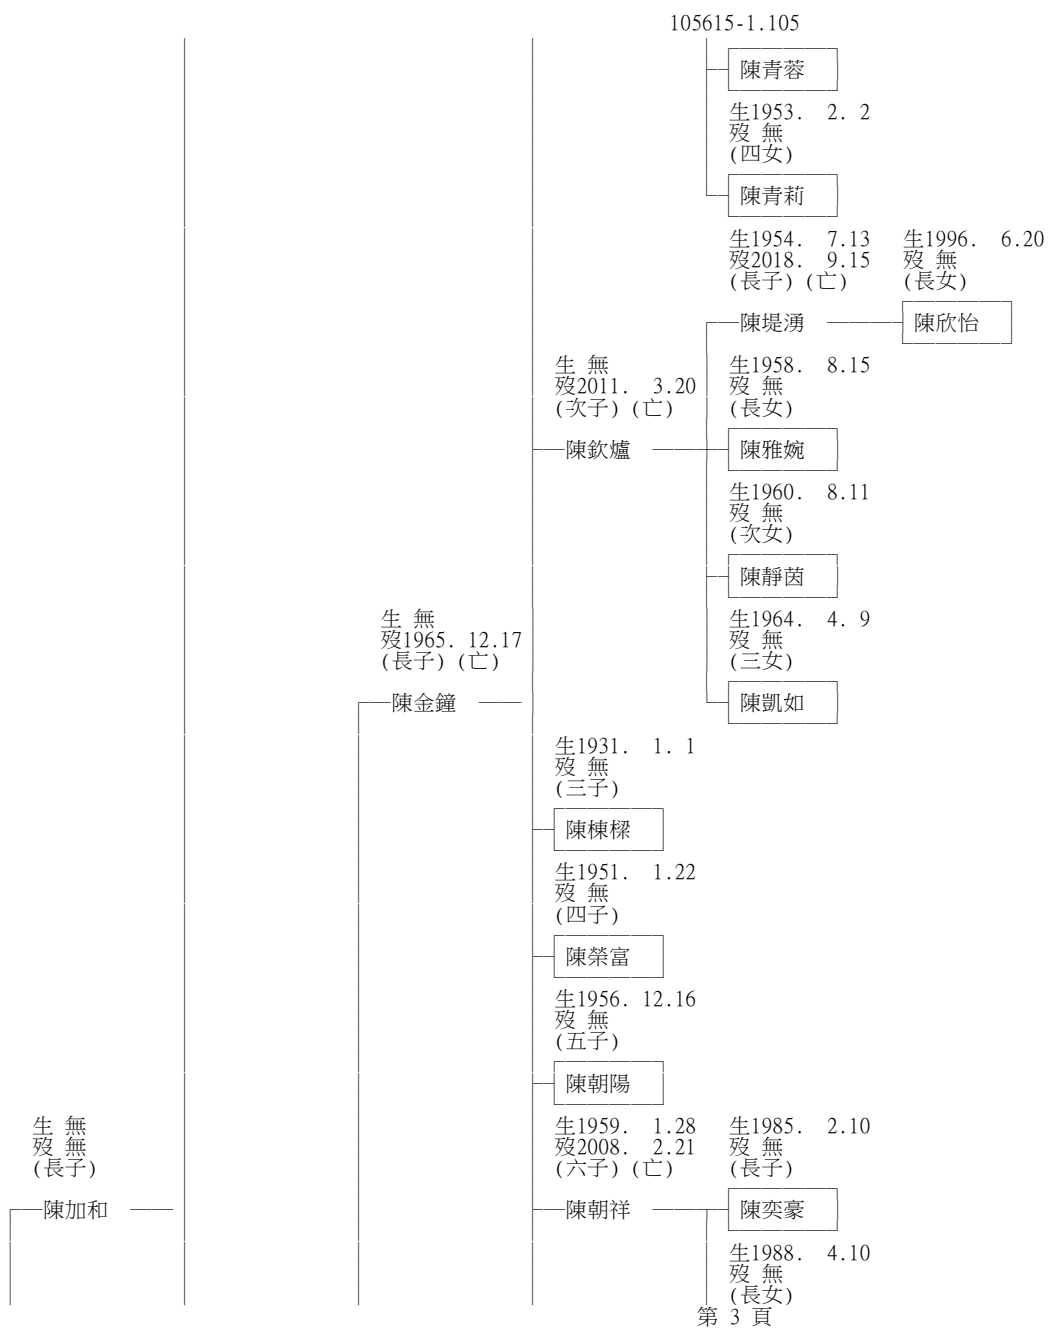 105615-1.105
陳青蓉
生1953. 2. 2
歿 無
(四女)
陳青莉
生1954. 7.13 生1996. 6.20
歿2018. 9.15 歿 無
(長子)(亡) (長女)
陳堤湧 陳欣怡
生 無 生1958. 8.15
歿2011. 3.20 歿 無
(次子)(亡) (長女)
陳欽爐 陳雅婉
生1960. 8.11
歿 無
(次女)
陳靜茵
生 無 生1964. 4. 9
歿1965. 12.17 歿 無
(長子)(亡) (三女)
陳金鐘 陳凱如
生1931. 1. 1
歿 無
(三子)
陳棟樑
生1951. 1.22
歿 無
(四子)
陳榮富
生1956. 12.16
歿 無
(五子)
陳朝陽
生 無 生1959. 1.28 生1985. 2.10
歿 無 歿2008. 2.21 歿 無
(長子) (六子)(亡) (長子)
陳加和 陳朝祥 陳奕豪
生1988. 4.10
歿 無
(長女)
第 3 頁